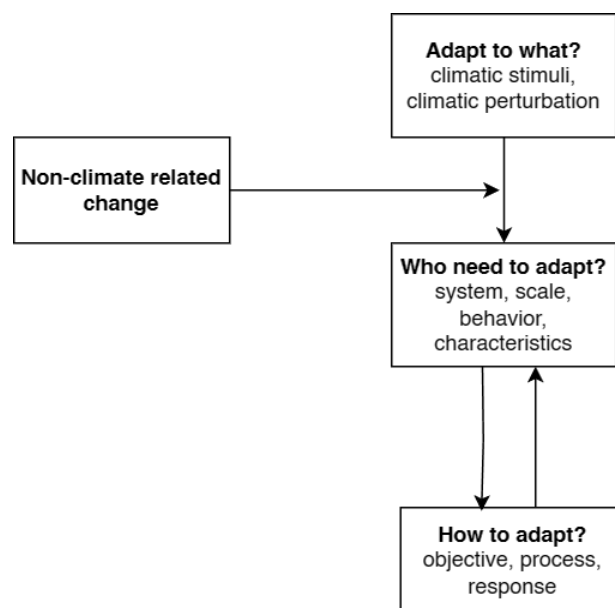 Adapt to what?
climatic stimuli,
climatic perturbation
Non-climate related
change
Who need to adapt?
system, scale,
behavior,
characteristics
How to adapt?
objective, process,
response